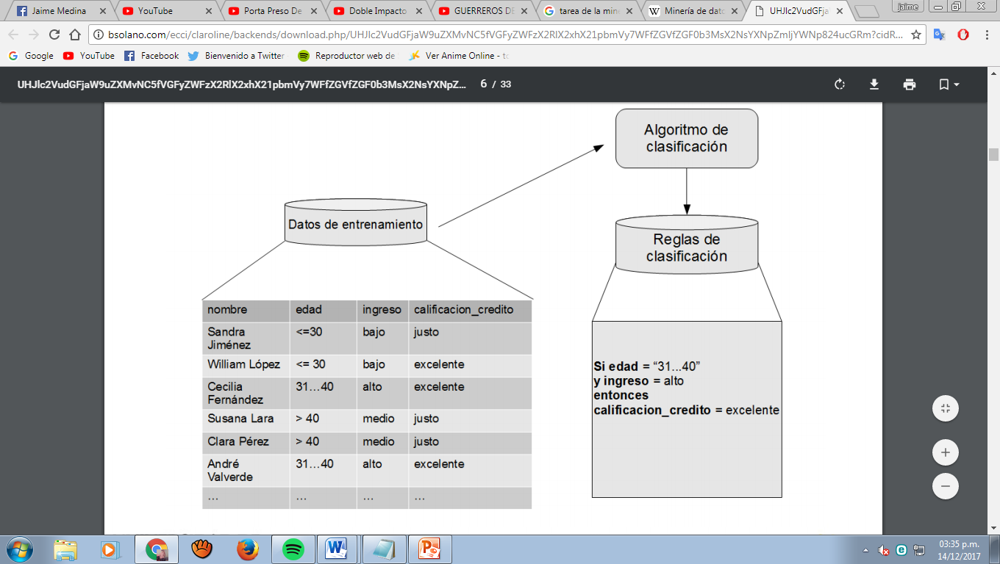 Jaime Medina
YouTube
Porta Preso De
Doble Impacto
GUERREROS DE
tarea de la mine
Minería de dato
UHJlc2VudGFja
jaime
bsolano.com/ecci/claroline/backends/download.php/UHJlc2VudGFjaW9uZXMvNC5fVGFyZWFzX2RlX2xhX21pbmVy7WFfZGVfZGF0b3MsX2NsYXNpZmljYWNp824ucGRm?cidR...
Google
YouTube
Facebook
Bienvenido a Twitter
Reproductor web de
Ver Anime Online - to
UHJlc2VudGFjaW9uZXMvNC5fVGFyZWFzX2RlX2xhX21pbmVy7WFfZGVfZGF0b3MsX2NsYXNpZ...
6 / 33
Algoritmo de
clasificación
Datos de entrenamiento
Reglas de
clasificación
nombre edad ingreso calificacion_credito
Sandra Jiménez <=30 bajo justo
William López <= 30 bajo excelente
Cecilia Fernández 31...40 alto excelente
Susana Lara > 40 medio justo
Clara Pérez > 40 medio justo
André Valverde 31...40 alto excelente
... ... ... ...
Si edad = “31...40”
y ingreso = alto
entonces
calificacion_credito = excelente
03:35 p.m.
14/12/2017